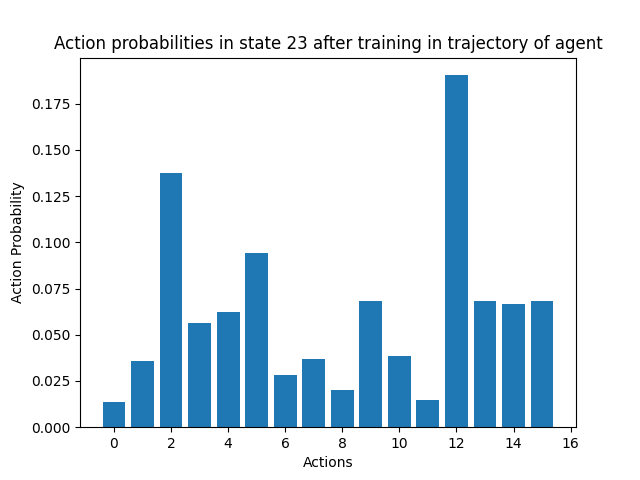 Action probabilities in state 23 after training in trajectory of agent
0.175
0.150
0.125
0.100
0.075
0.050
0.025
0.000
Action Probability
0 2 4 6 8 10 12 14 16
Actions